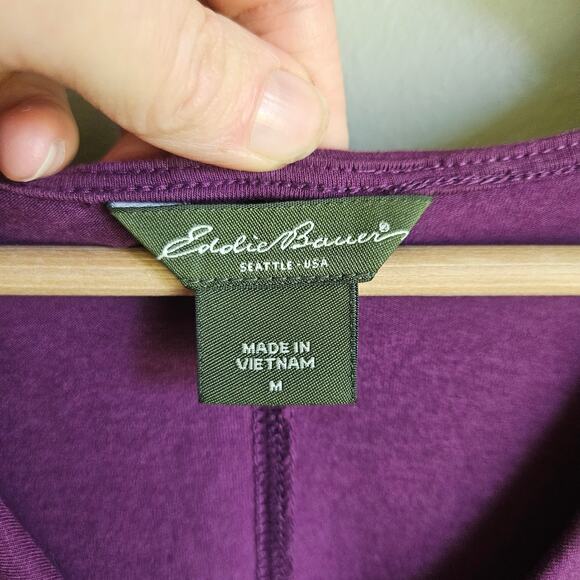 Eddie Bauer®
SEATTLE · USA
MADE IN
VIETNAM
M